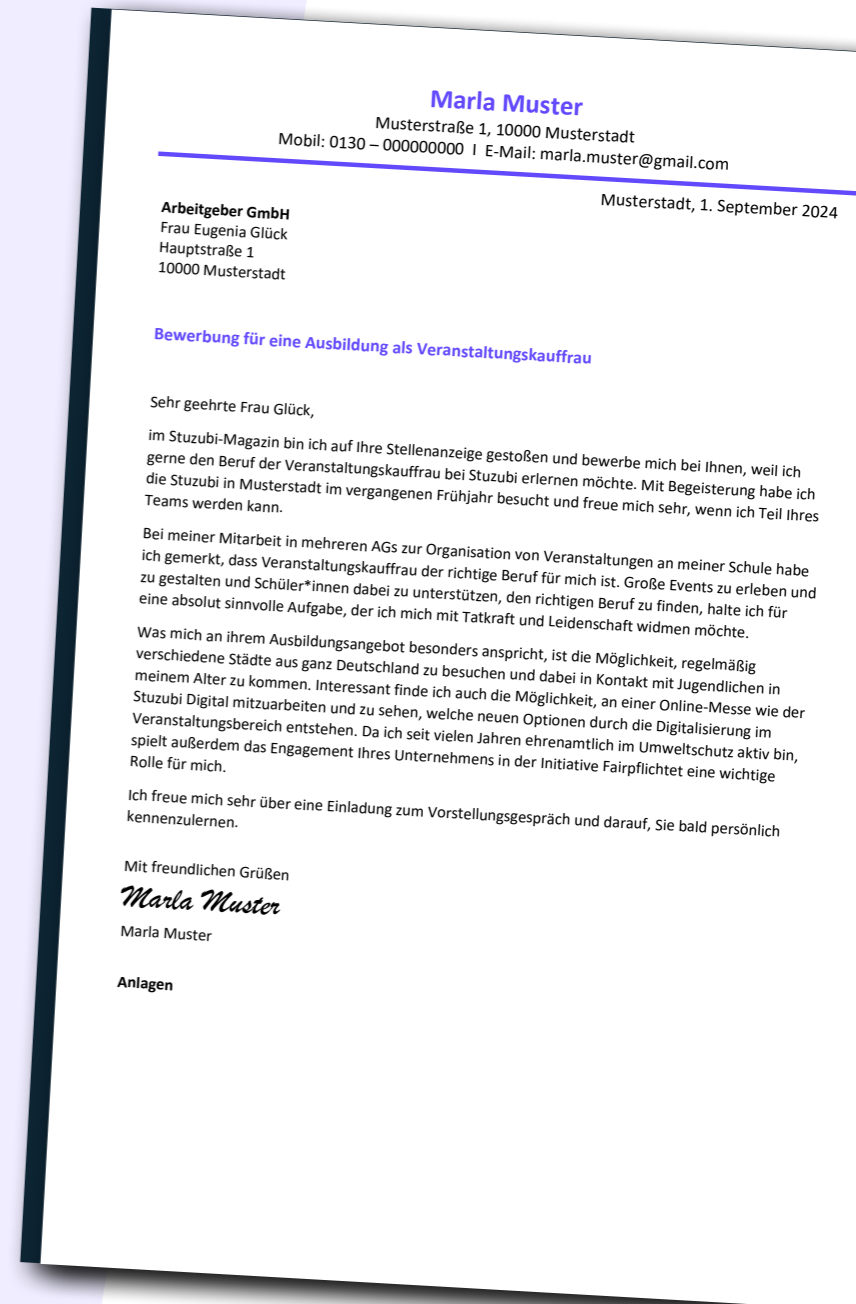 Marla Muster
Musterstraße 1, 10000 Musterstadt
Mobil: 0130 – 000000000 I E-Mail: marla.muster@gmail.com
Musterstadt, 1. September 2024
Arbeitgeber GmbH
Frau Eugenia Glück
Hauptstraße 1
10000 Musterstadt
Bewerbung für eine Ausbildung als Veranstaltungskauffrau
Sehr geehrte Frau Glück,
im Stuzubi-Magazin bin ich auf Ihre Stellenanzeige gestoßen und bewerbe mich bei Ihnen, weil ich
gerne den Beruf der Veranstaltungskauffrau bei Stuzubi erlernen möchte. Mit Begeisterung habe ich
die Stuzubi in Musterstadt im vergangenen Frühjahr besucht und freue mich sehr, wenn ich Teil Ihres
Teams werden kann.
Bei meiner Mitarbeit in mehreren AGs zur Organisation von Veranstaltungen an meiner Schule habe
ich gemerkt, dass Veranstaltungskauffrau der richtige Beruf für mich ist. Große Events zu erleben und
zu gestalten und Schüler*innen dabei zu unterstützen, den richtigen Beruf zu finden, halte ich für
eine absolut sinnvolle Aufgabe, der ich mich mit Tatkraft und Leidenschaft widmen möchte.
Was mich an ihrem Ausbildungsangebot besonders anspricht, ist die Möglichkeit, regelmäßig
verschiedene Städte aus ganz Deutschland zu besuchen und dabei in Kontakt mit Jugendlichen in
meinem Alter zu kommen. Interessant finde ich auch die Möglichkeit, an einer Online-Messe wie der
Stuzubi Digital mitzuarbeiten und zu sehen, welche neuen Optionen durch die Digitalisierung im
Veranstaltungsbereich entstehen. Da ich seit vielen Jahren ehrenamtlich im Umweltschutz aktiv bin,
spielt außerdem das Engagement Ihres Unternehmens in der Initiative Fairpflichtet eine wichtige
Rolle für mich.
Ich freue mich sehr über eine Einladung zum Vorstellungsgespräch und darauf, Sie bald persönlich
kennenzulernen.
Mit freundlichen Grüßen
Marla Muster
Marla Muster
Anlagen